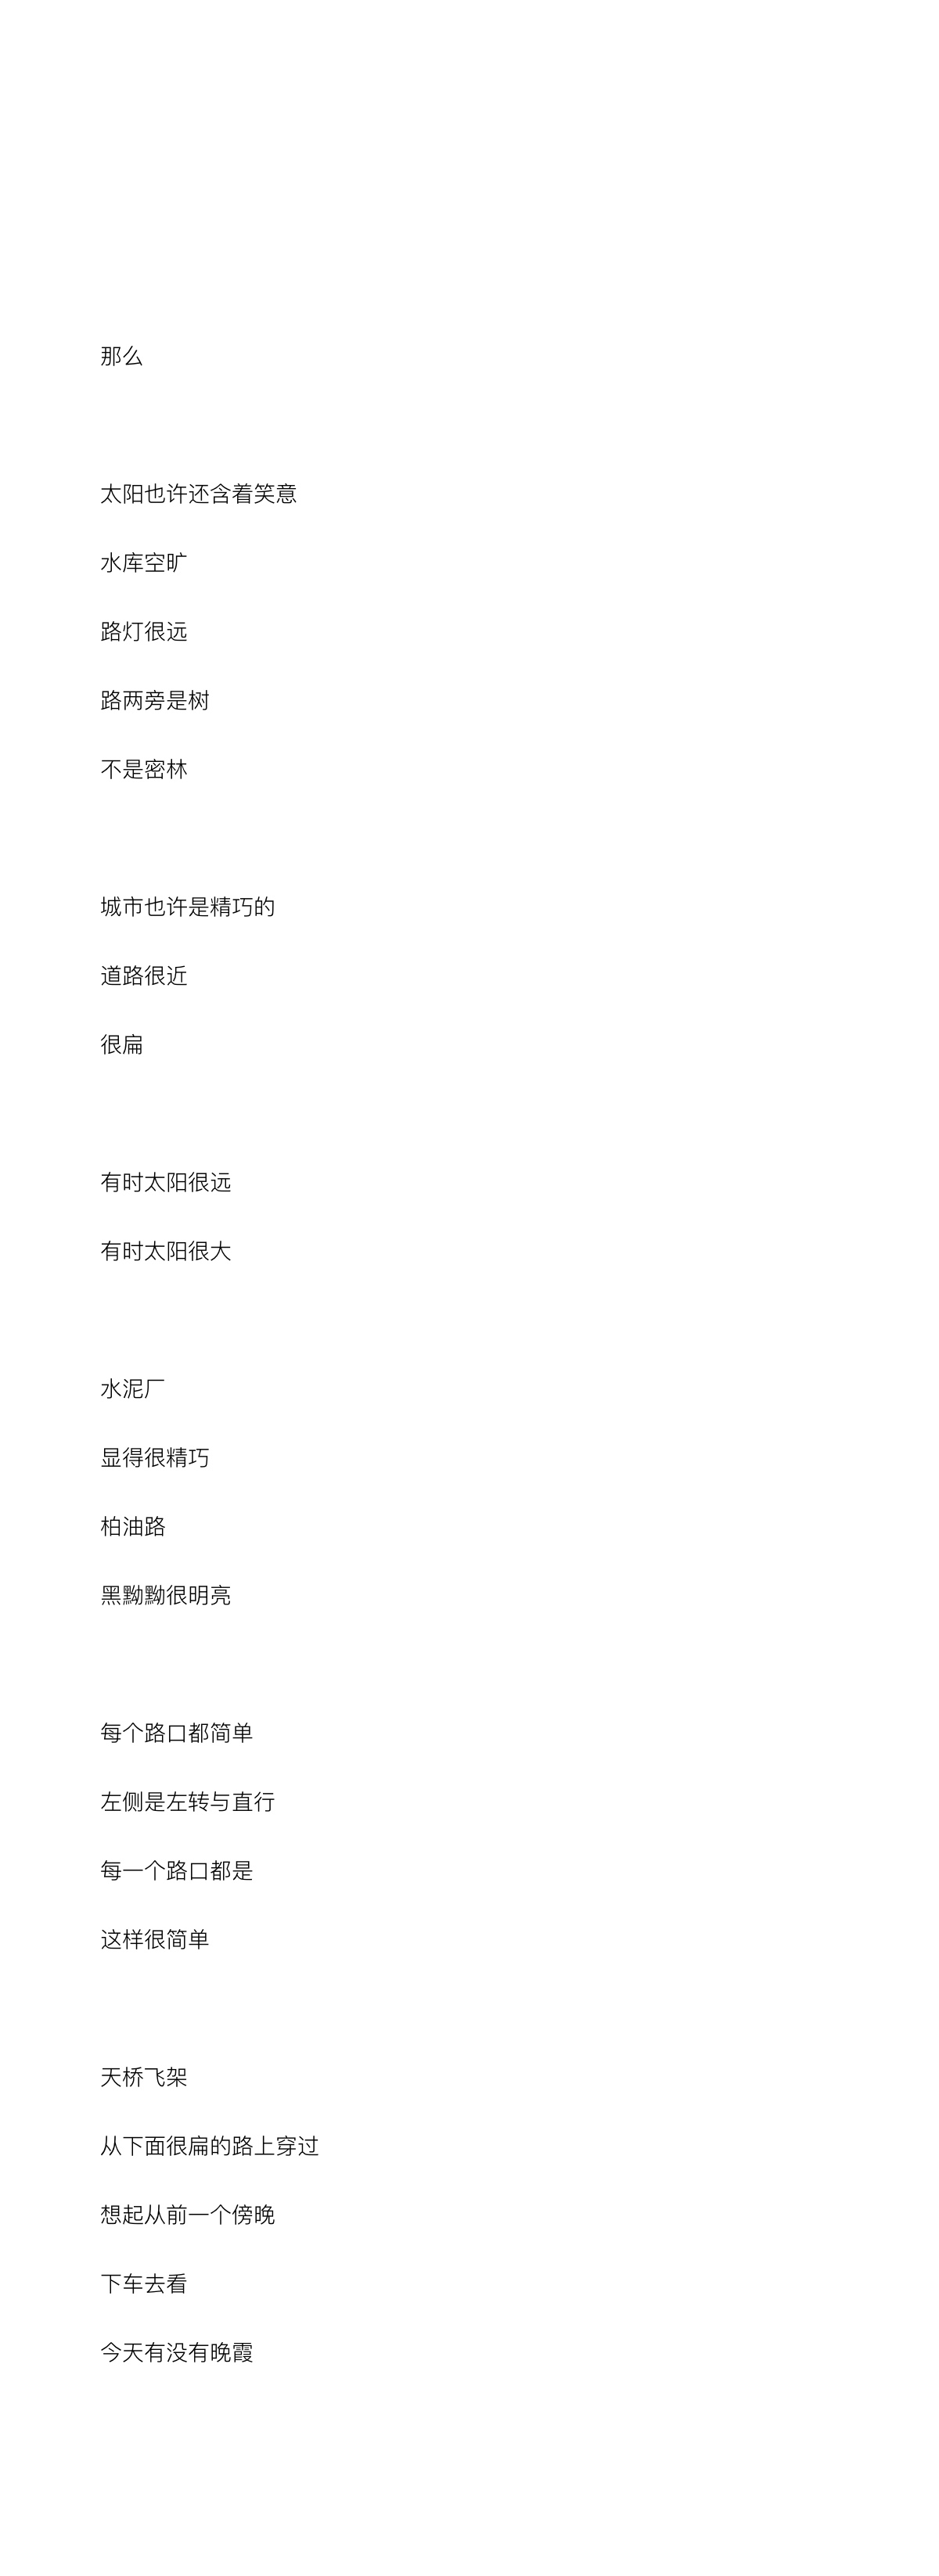 那么
太阳也许还含着笑意
水库空旷
路灯很远
路两旁是树
不是密林
城市也许是精巧的
道路很近
很扁
有时太阳很远
有时太阳很大
水泥厂
显得很精巧
柏油路
黑黝黝很明亮
每个路口都简单
左侧是左转与直行
每一个路口都是
这样很简单
天桥飞架
从下面很扁的路上穿过
想起从前一个傍晚
下车去看
今天有没有晚霞